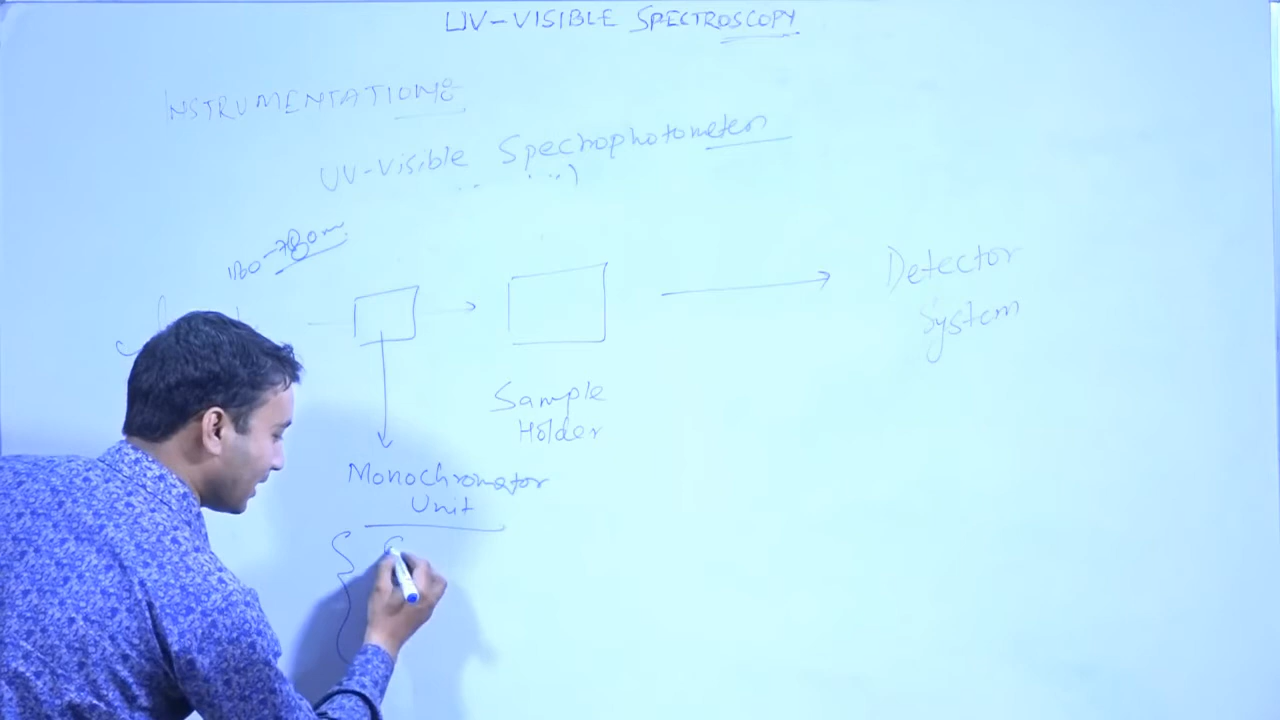 UV-VISIBLE SPECTROSCOPY
INSTRUMENTATION:
UV-Visible Spectrophotometer
Detector
System
Sample
Holder
Monochromator
Unit